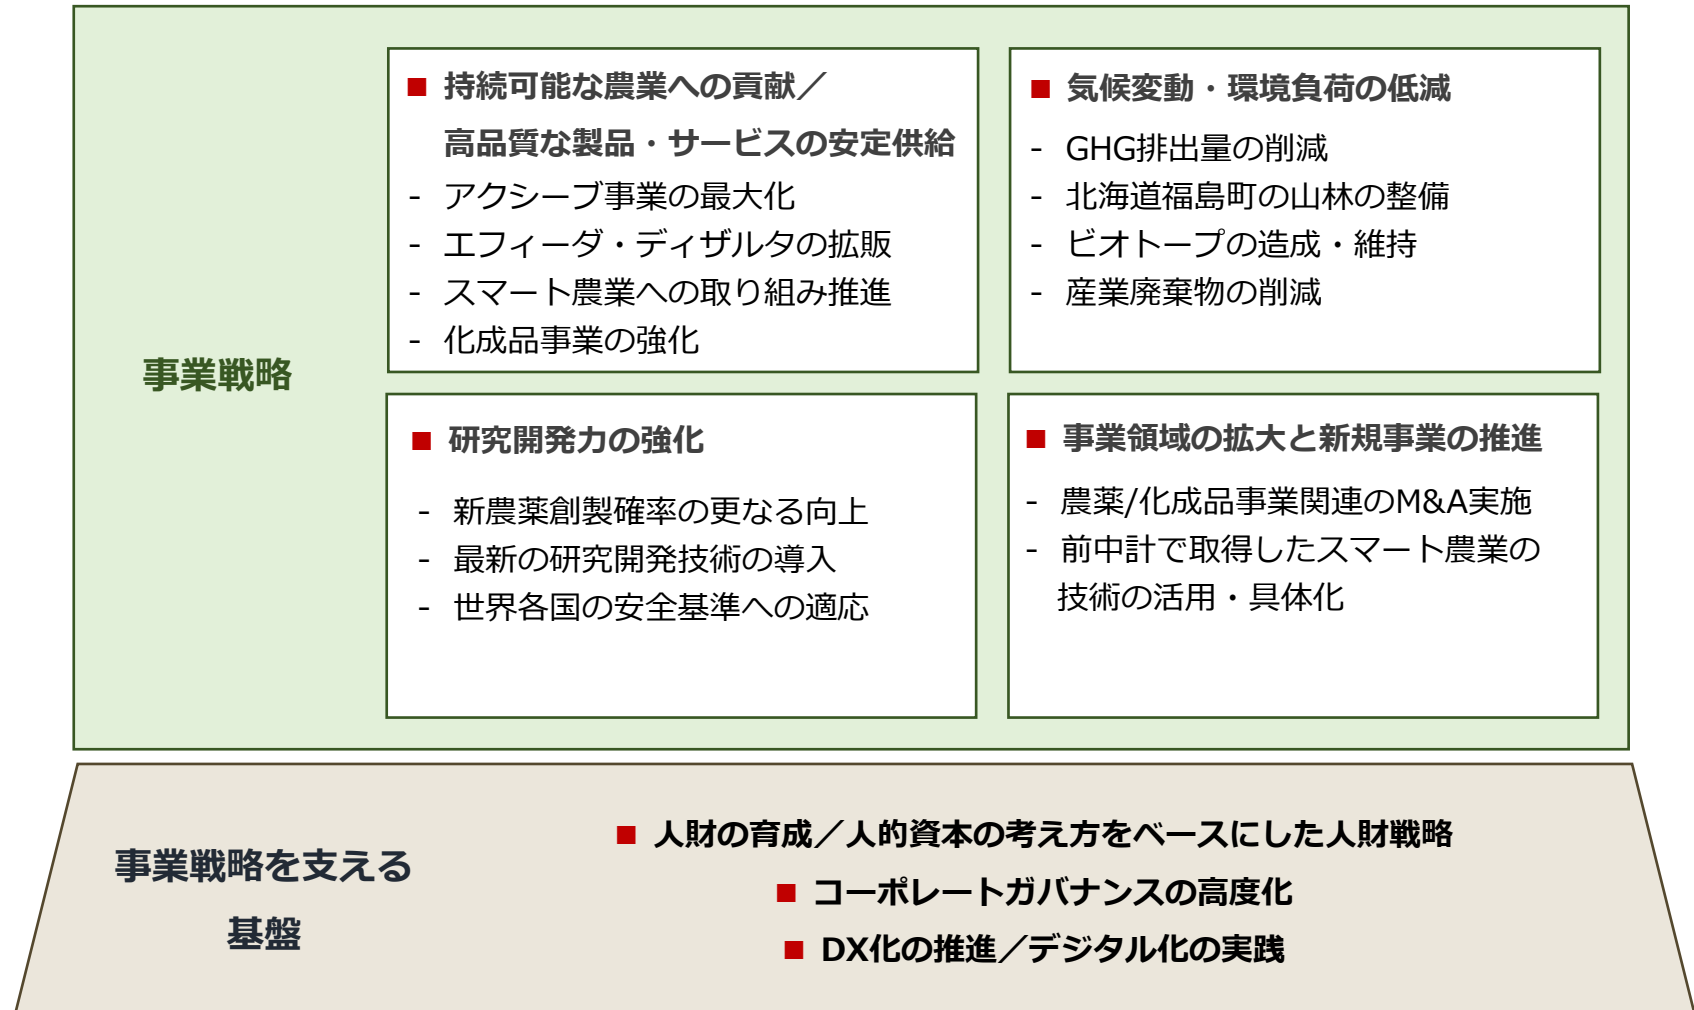 事業戦略
■ 持続可能な農業への貢献／
高品質な製品・サービスの安定供給
- アクシーブ事業の最大化
- エフィーダ・ディザルタの拡販
- スマート農業への取り組み推進
- 化成品事業の強化
■ 気候変動・環境負荷の低減
- GHG排出量の削減
- 北海道福島町の山林の整備
- ビオトープの造成・維持
- 産業廃棄物の削減
■ 研究開発力の強化
- 新農薬創製確率の更なる向上
- 最新の研究開発技術の導入
- 世界各国の安全基準への適応
■ 事業領域の拡大と新規事業の推進
- 農薬/化成品事業関連のM&A実施
- 前中計で取得したスマート農業の
技術の活用・具体化
事業戦略を支える
基盤
■ 人財の育成／人的資本の考え方をベースにした人財戦略
■ コーポレートガバナンスの高度化
■ DX化の推進／デジタル化の実践